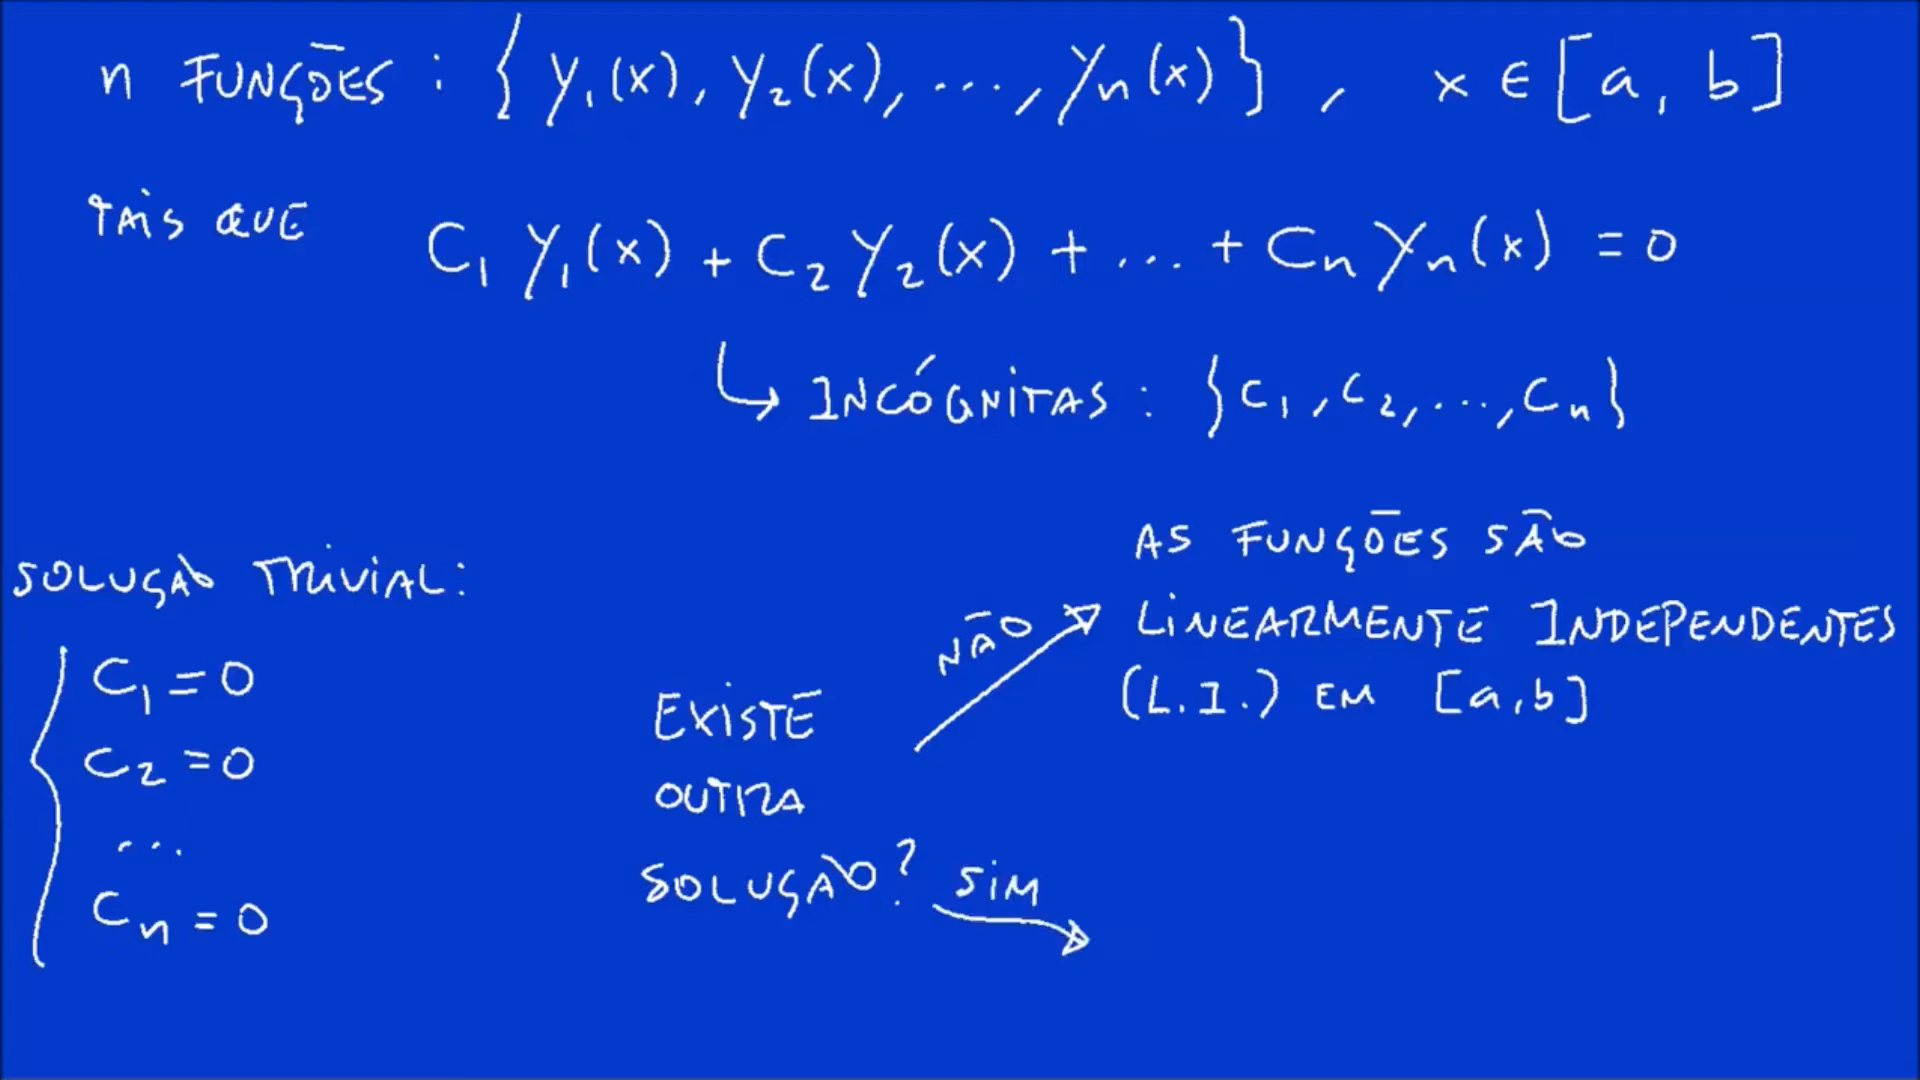 n FUNÇÕES : { y₁(x), y₂(x), ..., yₙ(x) } , x ∈ [a, b]
TAIS QUE C₁ y₁(x) + C₂ y₂(x) + ... + Cₙ yₙ(x) = 0
↳ INCÓGNITAS : { C₁, C₂, ..., Cₙ }
SOLUÇÃO TRIVIAL:
C₁ = 0
C₂ = 0
...
Cₙ = 0
EXISTE
OUTRA
SOLUÇÃO?
NÃO
AS FUNÇÕES SÃO
LINEARMENTE INDEPENDENTES
(L.I.) EM [a,b]
SIM